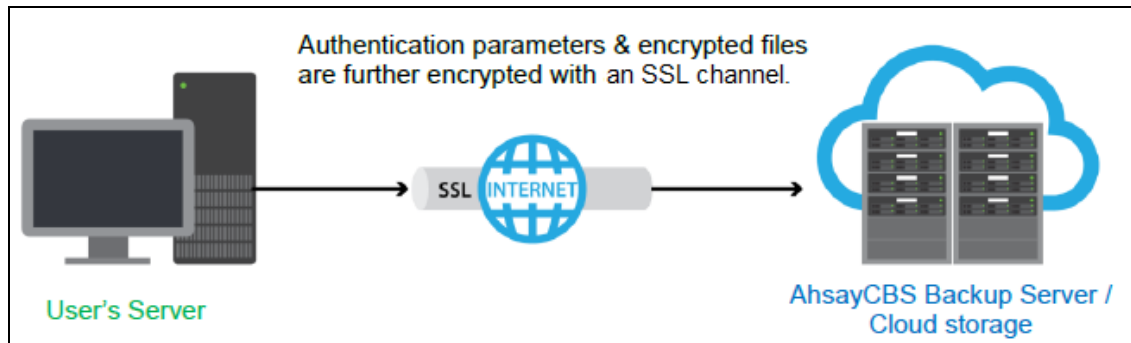 Authentication parameters & encrypted files
are further encrypted with an SSL channel.
SSL
INTERNET
User's Server
AhsayCBS Backup Server /
Cloud storage